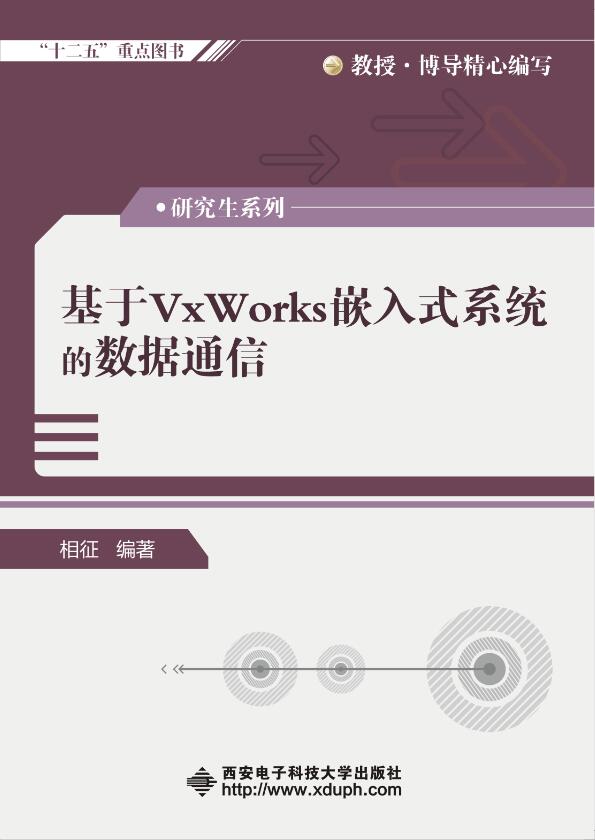 “十二五”重点图书
教授·博导精心编写
•研究生系列
基于VxWorks嵌入式系统
的数据通信
相征 编著
西安电子科技大学出版社
http://www.xduph.com